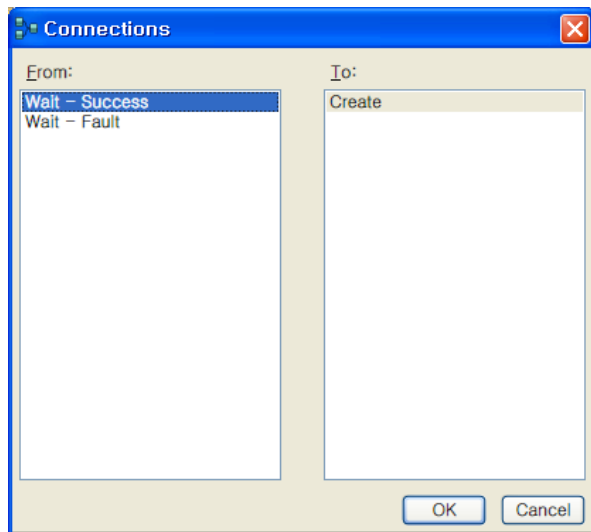 Connections
From:
To:
Wait - Success
Wait - Fault
Create
OK
Cancel